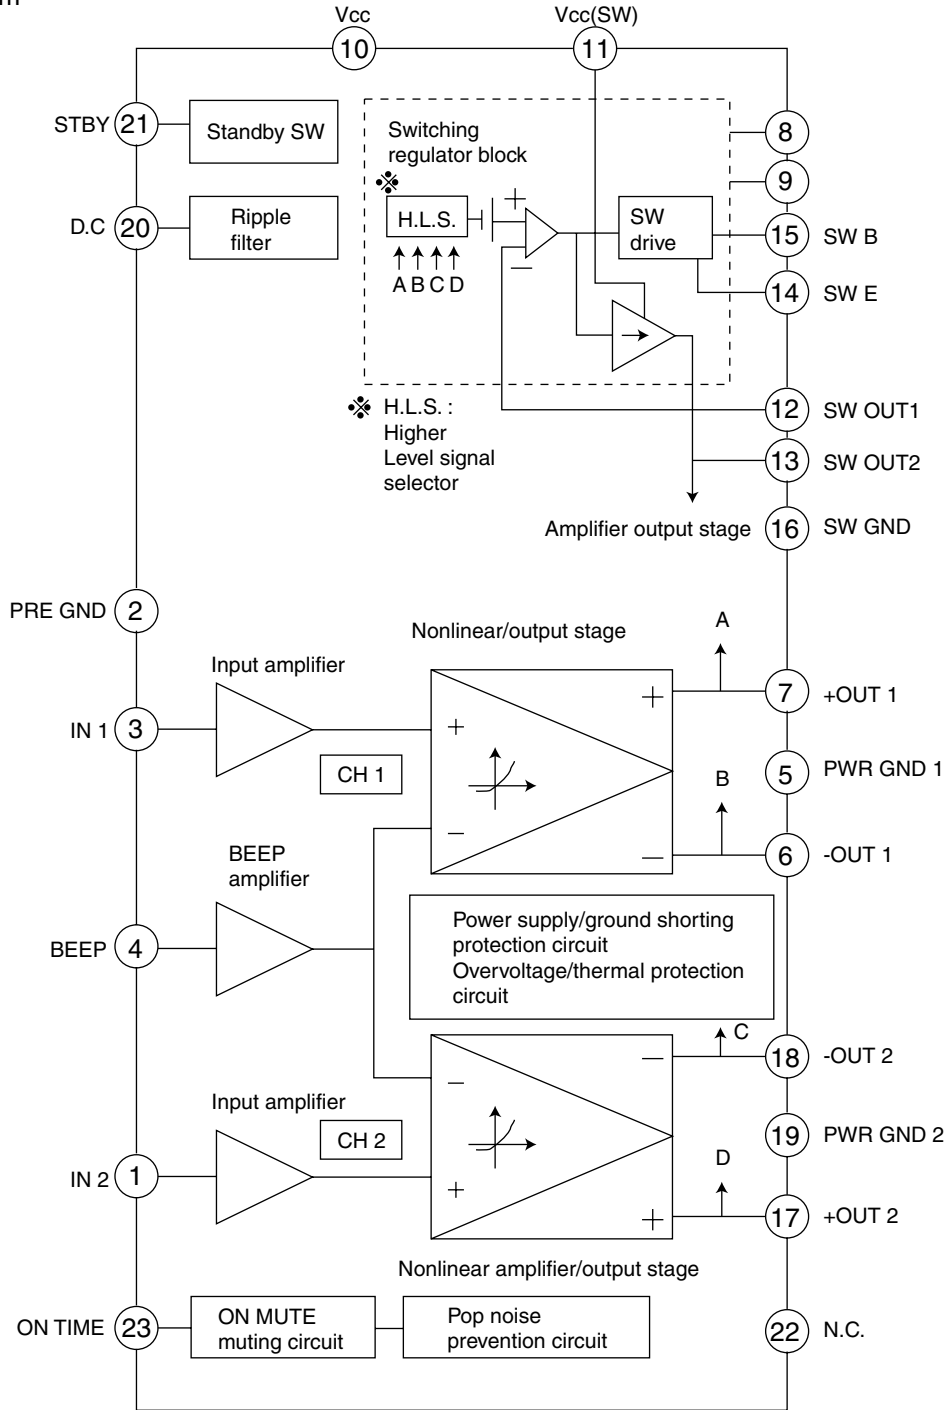 Vcc
Vcc(SW)
10
11
STBY
21
Standby SW
Switching
regulator block
※
8
9
D.C
20
Ripple
filter
H.L.S.
+
−
A B C D
SW
drive
15
SW B
14
SW E
※ H.L.S. :
Higher
Level signal
selector
12
SW OUT1
13
SW OUT2
Amplifier output stage
16
SW GND
PRE GND
2
Nonlinear/output stage
A
Input amplifier
+
7
+OUT 1
IN 1
3
+
CH 1
5
PWR GND 1
B
−
−
6
-OUT 1
BEEP
amplifier
BEEP
4
Power supply/ground shorting
protection circuit
Overvoltage/thermal protection
circuit
C
−
18
-OUT 2
−
Input amplifier
CH 2
19
PWR GND 2
D
IN 2
1
+
+
17
+OUT 2
Nonlinear amplifier/output stage
ON TIME
23
ON MUTE
muting circuit
Pop noise
prevention circuit
22
N.C.